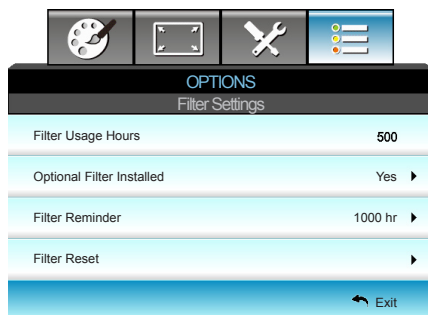 OPTIONS
Filter Settings
Filter Usage Hours 500
Optional Filter Installed Yes
Filter Reminder 1000 hr
Filter Reset
Exit